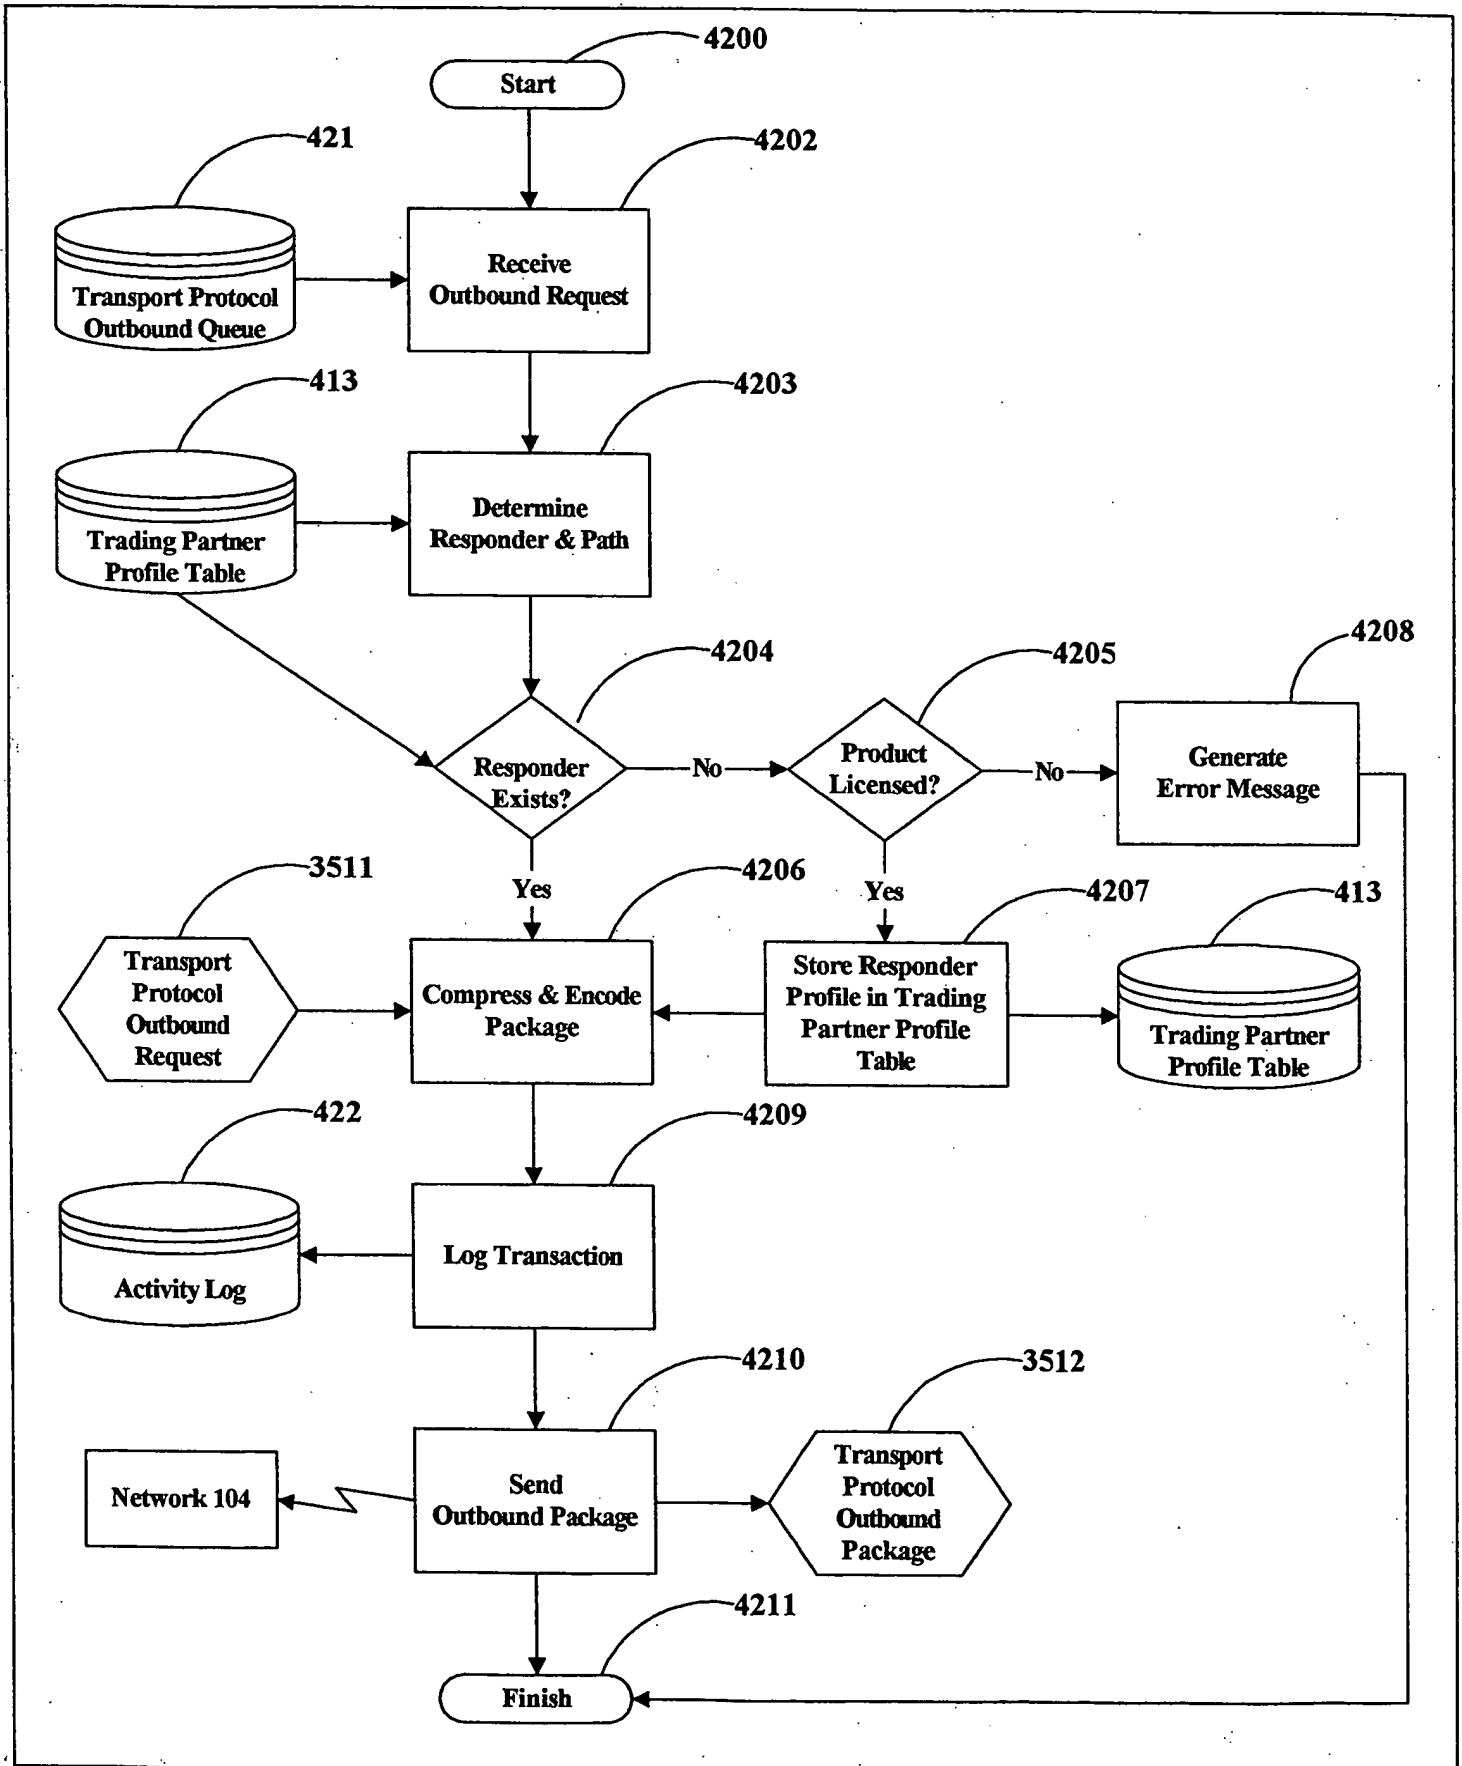 4200
Start
421
4202
Transport Protocol
Outbound Queue
Receive
Outbound Request
413
4203
Trading Partner
Profile Table
Determine
Responder & Path
4204
4205
4208
Responder
Exists?
No
Product
Licensed?
No
Generate
Error Message
3511
Yes
4206
Yes
4207
413
Transport
Protocol
Outbound
Request
Compress & Encode
Package
Store Responder
Profile in Trading
Partner Profile
Table
Trading Partner
Profile Table
422
4209
Activity Log
Log Transaction
4210
3512
Network 104
Send
Outbound Package
Transport
Protocol
Outbound
Package
4211
Finish